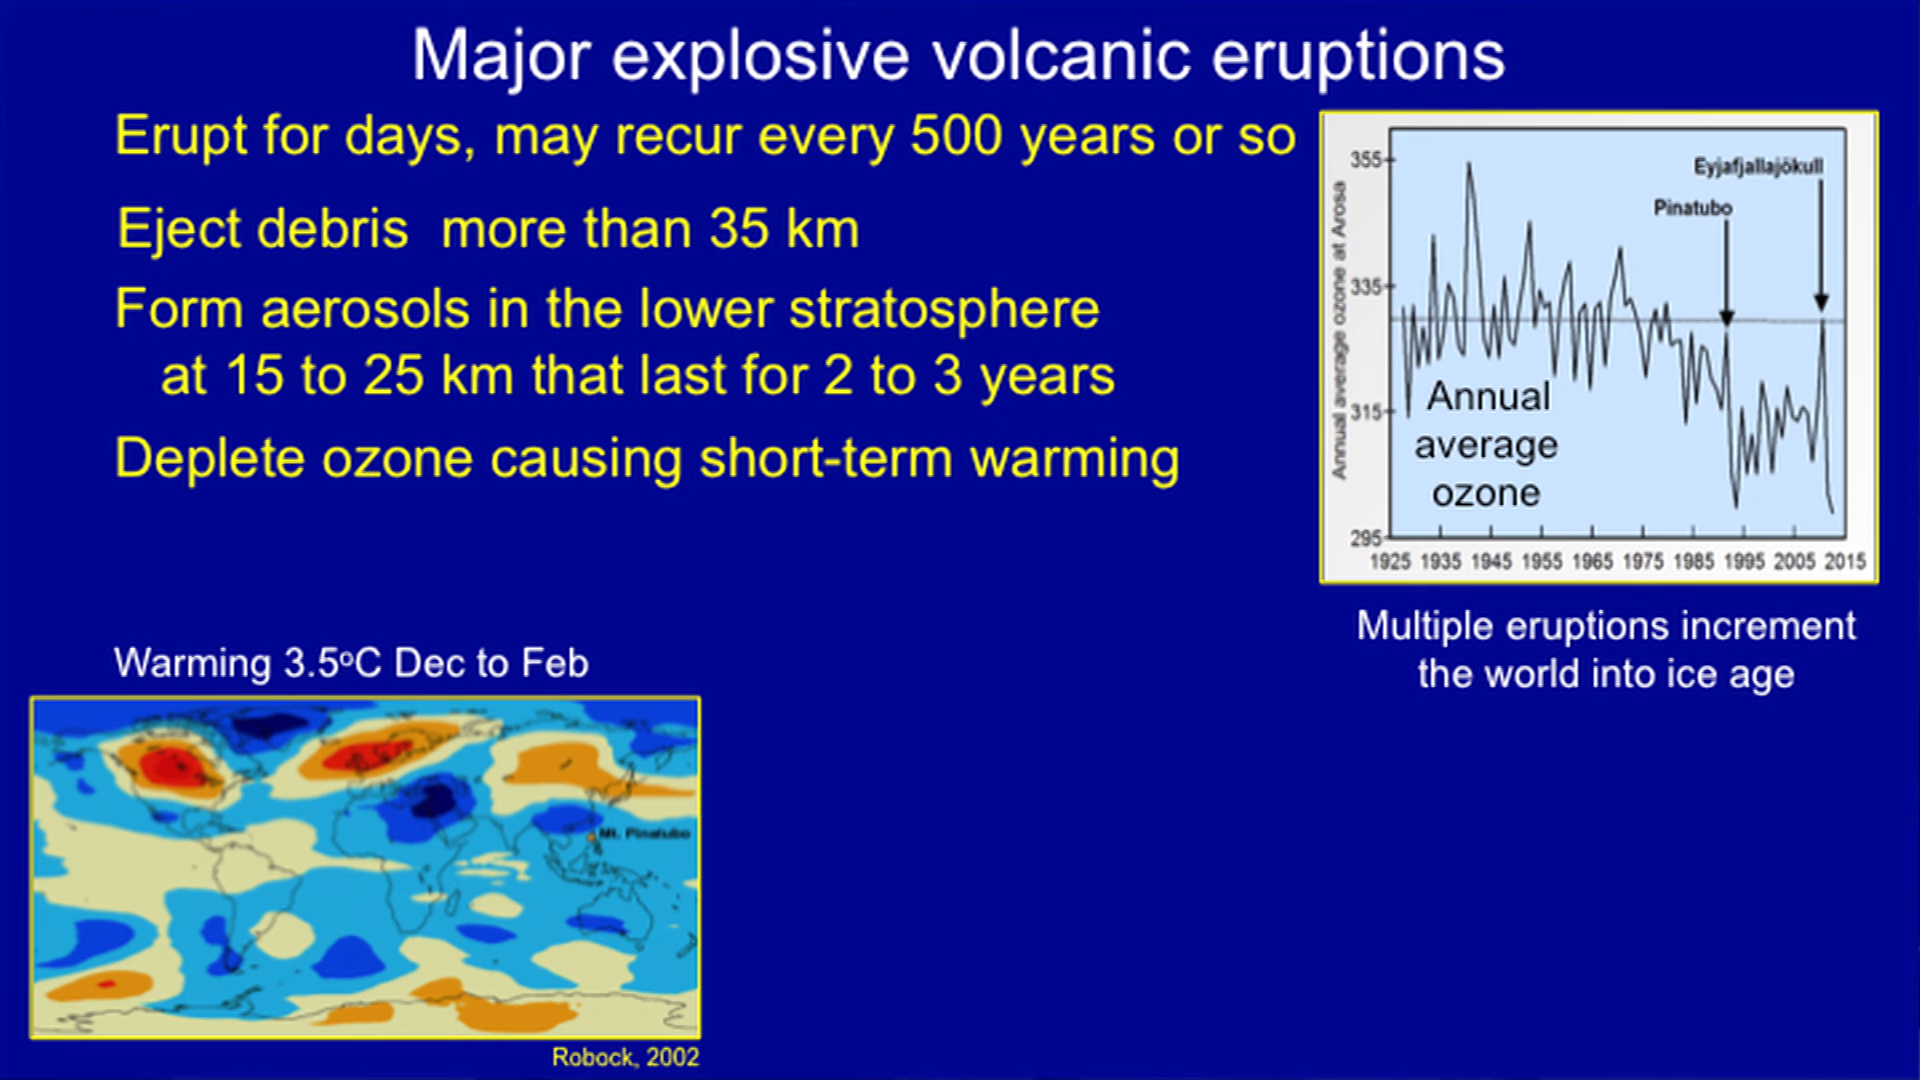 Major explosive volcanic eruptions
Erupt for days, may recur every 500 years or so
Eject debris more than 35 km
Form aerosols in the lower stratosphere
at 15 to 25 km that last for 2 to 3 years
Deplete ozone causing short-term warming
Annual average ozone at Arosa
355
335
315
295
Eyjafjallajökull
Pinatubo
Annual
average
ozone
1925 1935 1945 1955 1965 1975 1985 1995 2005 2015
Multiple eruptions increment
the world into ice age
Warming 3.5ºC Dec to Feb
Mt. Pinatubo
Robock, 2002